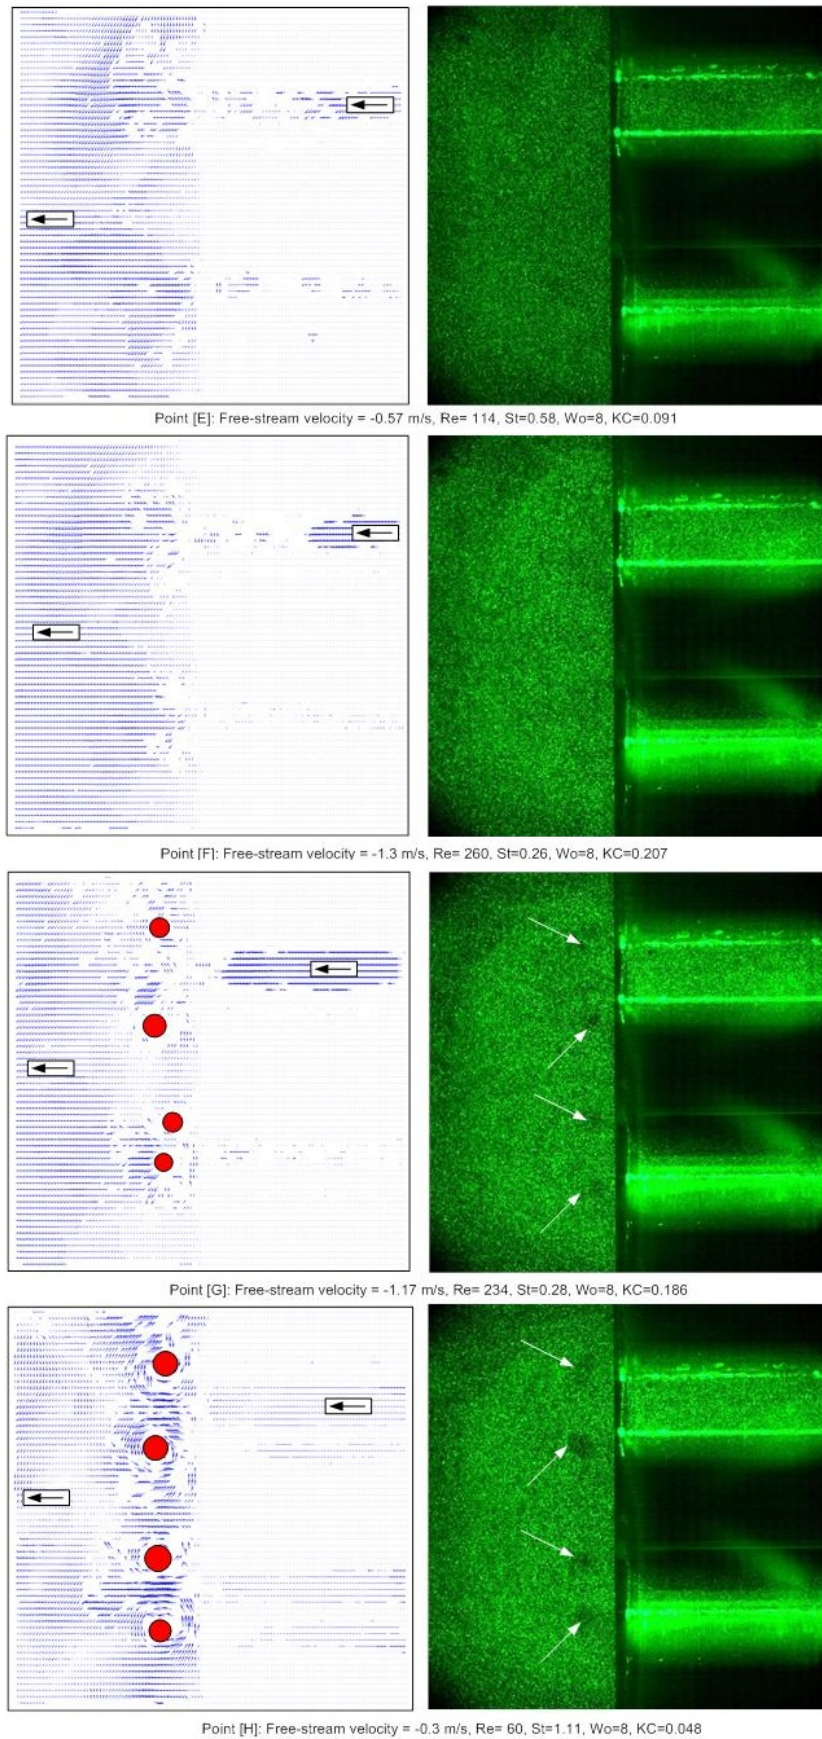 Point [E]: Free-stream velocity = -0.57 m/s, Re= 114, St=0.58, Wo=8, KC=0.091
Point [F]: Free-stream velocity = -1.3 m/s, Re= 260, St=0.26, Wo=8, KC=0.207
Point [G]: Free-stream velocity = -1.17 m/s, Re= 234, St=0.28, Wo=8, KC=0.186
Point [H]: Free-stream velocity = -0.3 m/s, Re= 60, St=1.11, Wo=8, KC=0.048